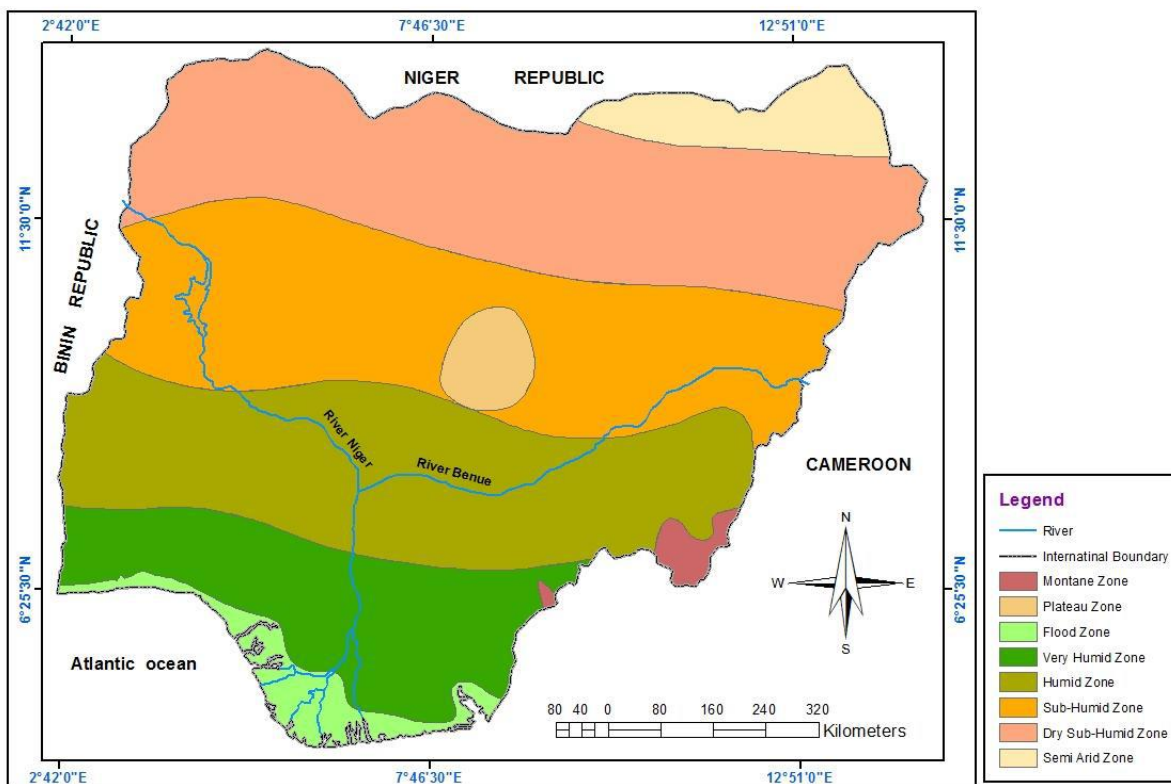 2°42'0"E 7°46'30"E 12°51'0"E
NIGER REPUBLIC
11°30'0"N 11°30'0"N
BININ REPUBLIC
River Niger
River Benue
CAMEROON
N
W E
S
6°25'30"N 6°25'30"N
Atlantic ocean
80 40 0 80 160 240 320
Kilometers
2°42'0"E 7°46'30"E 12°51'0"E
Legend
River
Internatinal Boundary
Montane Zone
Plateau Zone
Flood Zone
Very Humid Zone
Humid Zone
Sub-Humid Zone
Dry Sub-Humid Zone
Semi Arid Zone